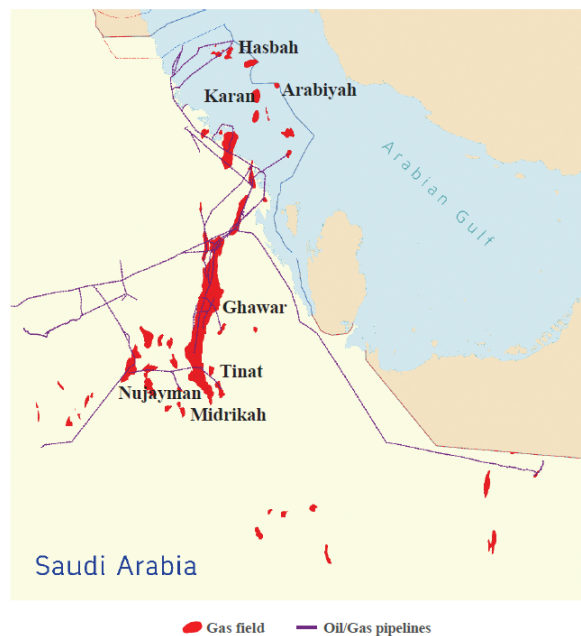 Hasbah
Arabiyah
Karan
Arabian Gulf
Ghawar
Tinat
Nujayman
Midrikah
Saudi Arabia
Gas field
Oil/Gas pipelines